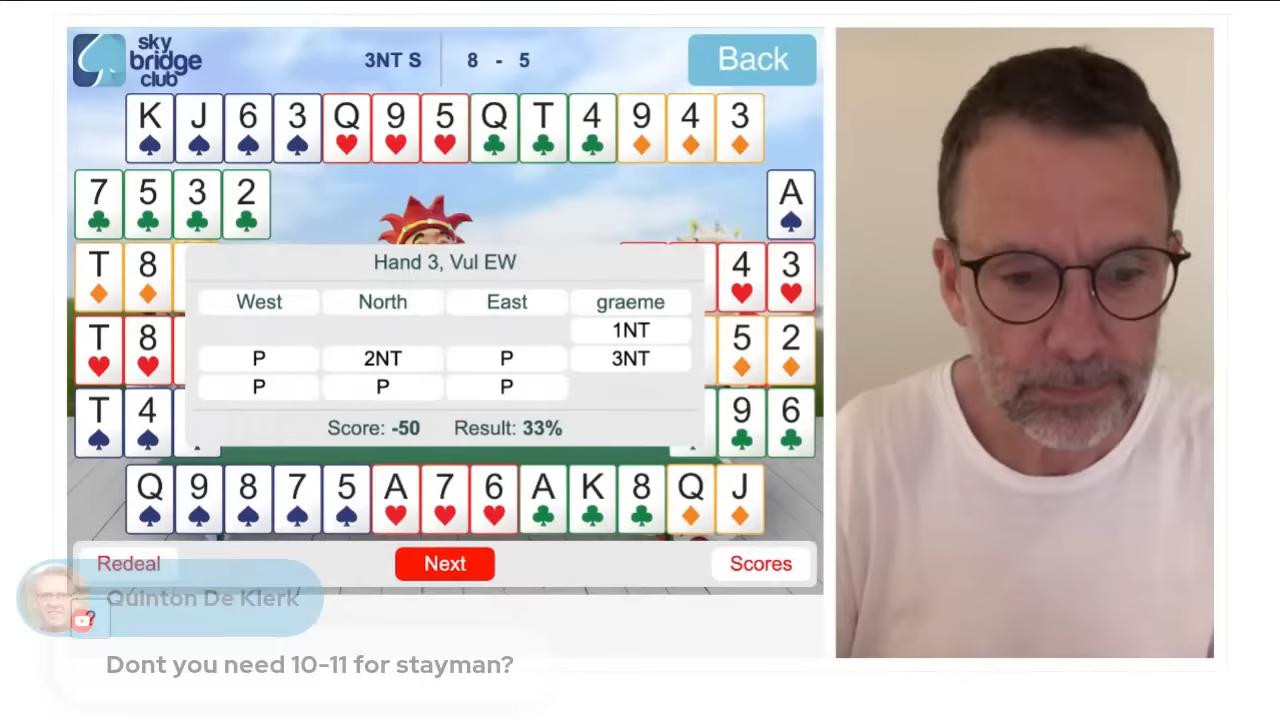 sky
bridge
club
3NT S 8 - 5
Back
K J 6 3 Q 9 5 Q T 4 9 4 3
7 5 3 2
A
T 8
4 3
T 8
5 2
T 4
9 6
Hand 3, Vul EW
West North East graeme
1NT
P 2NT P 3NT
P P P
Score: -50 Result: 33%
Q 9 8 7 5 A 7 6 A K 8 Q J
Redeal Next Scores
Quinton De Klerk
?
Dont you need 10-11 for stayman?